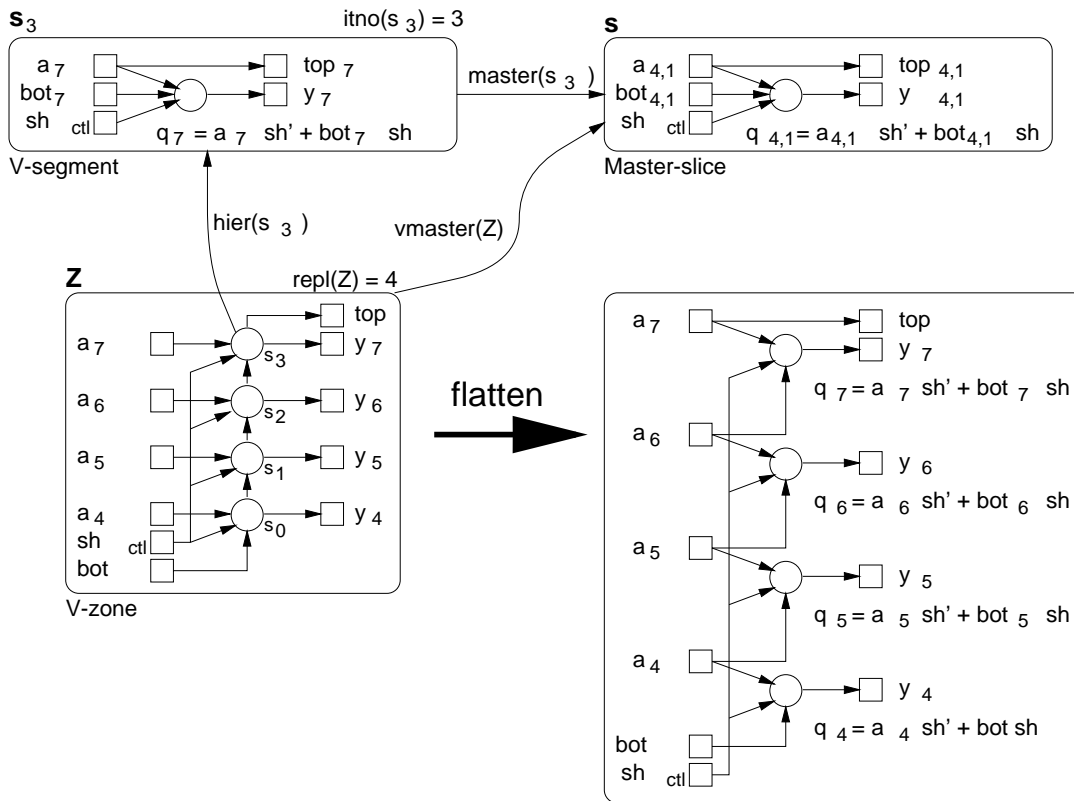 s3 itno(s3) = 3
a7 top7
bot7 y7
sh ctl
q7 = a7 sh' + bot7 sh
V-segment
master(s3)
s
a4,1 top4,1
bot4,1 y4,1
sh ctl
q4,1 = a4,1 sh' + bot4,1 sh
Master-slice
hier(s3)
vmaster(Z)
Z repl(Z) = 4
top
a7 s3 y7
a6 s2 y6
a5 s1 y5
a4 s0 y4
sh ctl
bot
V-zone
flatten
a7 top
y7
q7 = a7 sh' + bot7 sh
a6
y6
q6 = a6 sh' + bot6 sh
a5
y5
q5 = a5 sh' + bot5 sh
a4
y4
q4 = a4 sh' + bot sh
bot
sh ctl